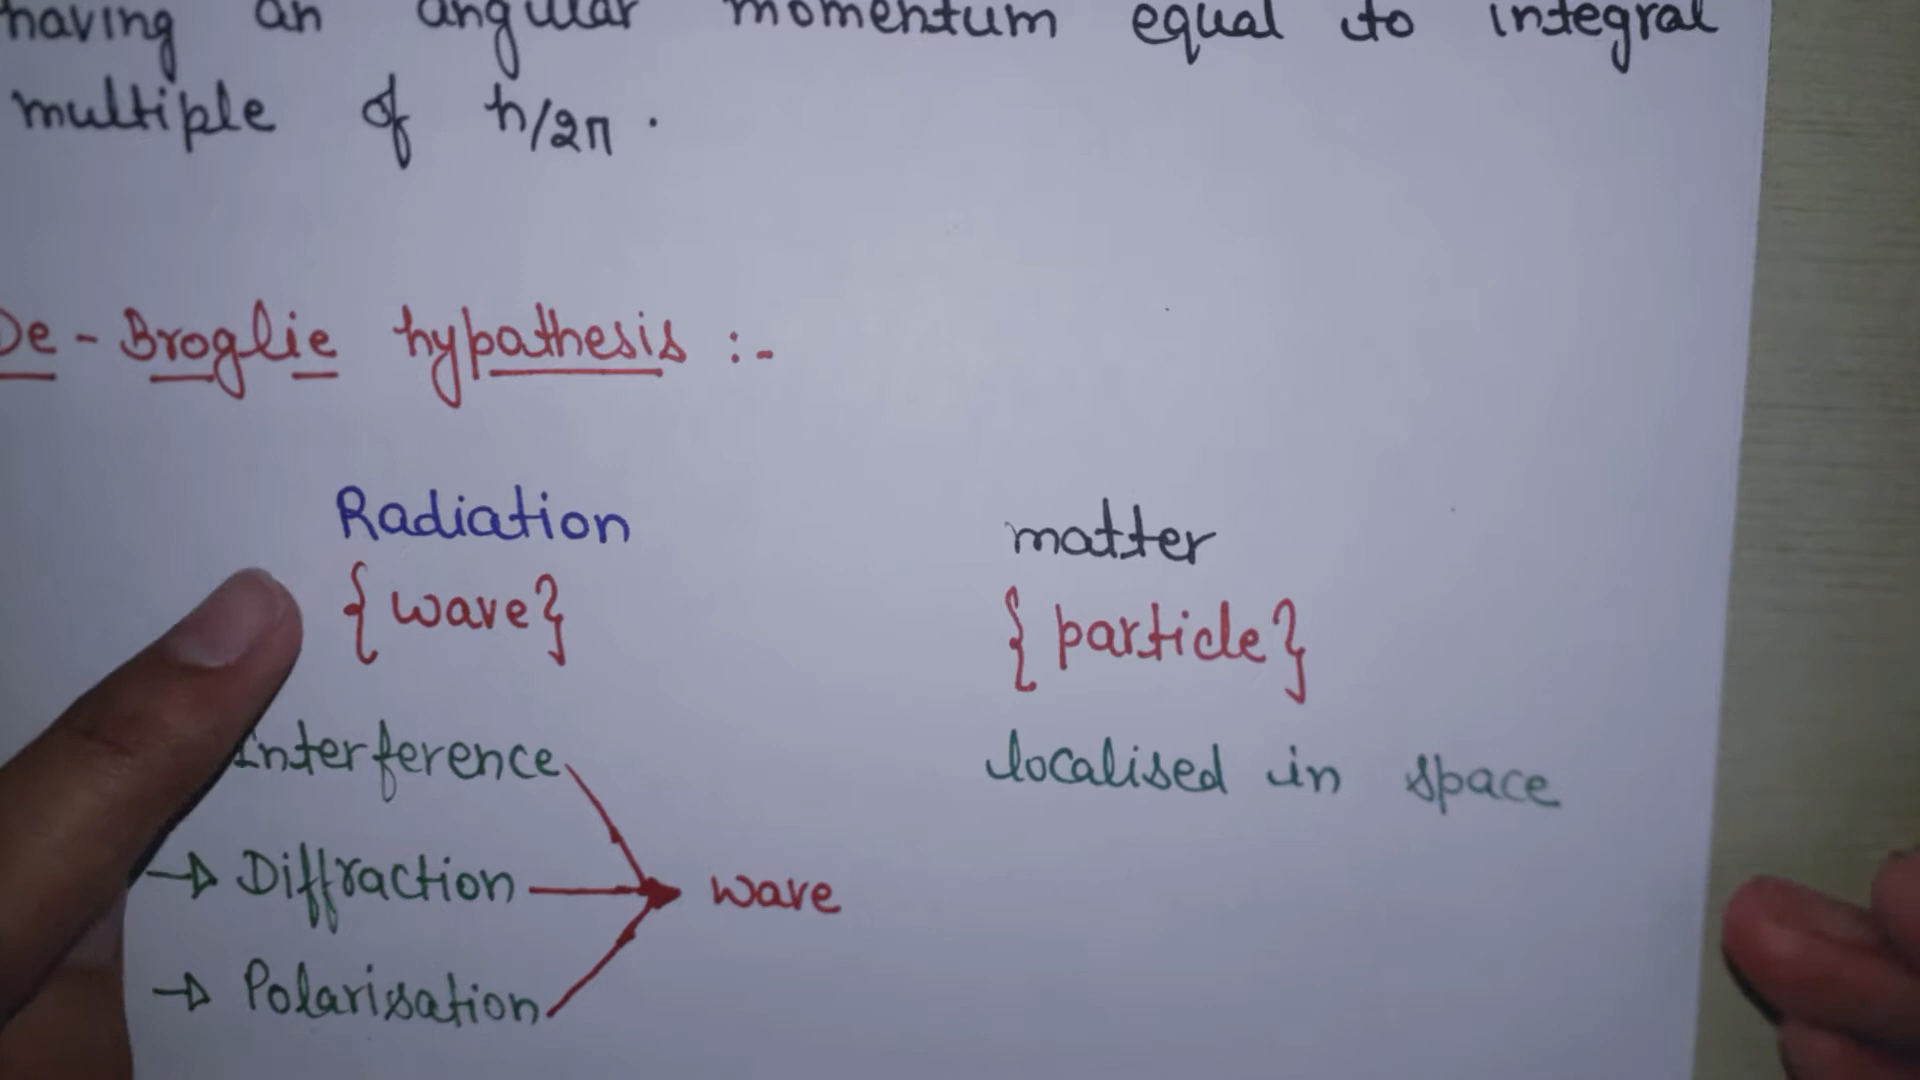 having an angular momentum equal to integral
multiple of h/2π.
De-Broglie hypathesis :-
Radiation matter
{wave} {particle}
Interference localised in space
→ Diffraction wave
→ Polarisation